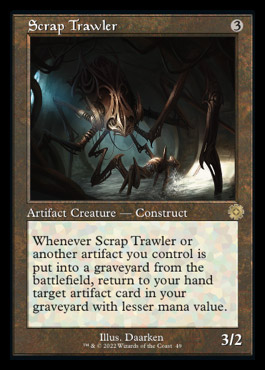 Scrap Trawler 3
Artifact Creature — Construct
Whenever Scrap Trawler or
another artifact you control is
put into a graveyard from the
battlefield, return to your hand
target artifact card in your
graveyard with lesser mana value.
Illus. Daarken
™ & © 2022 Wizards of the Coast 49
3/2